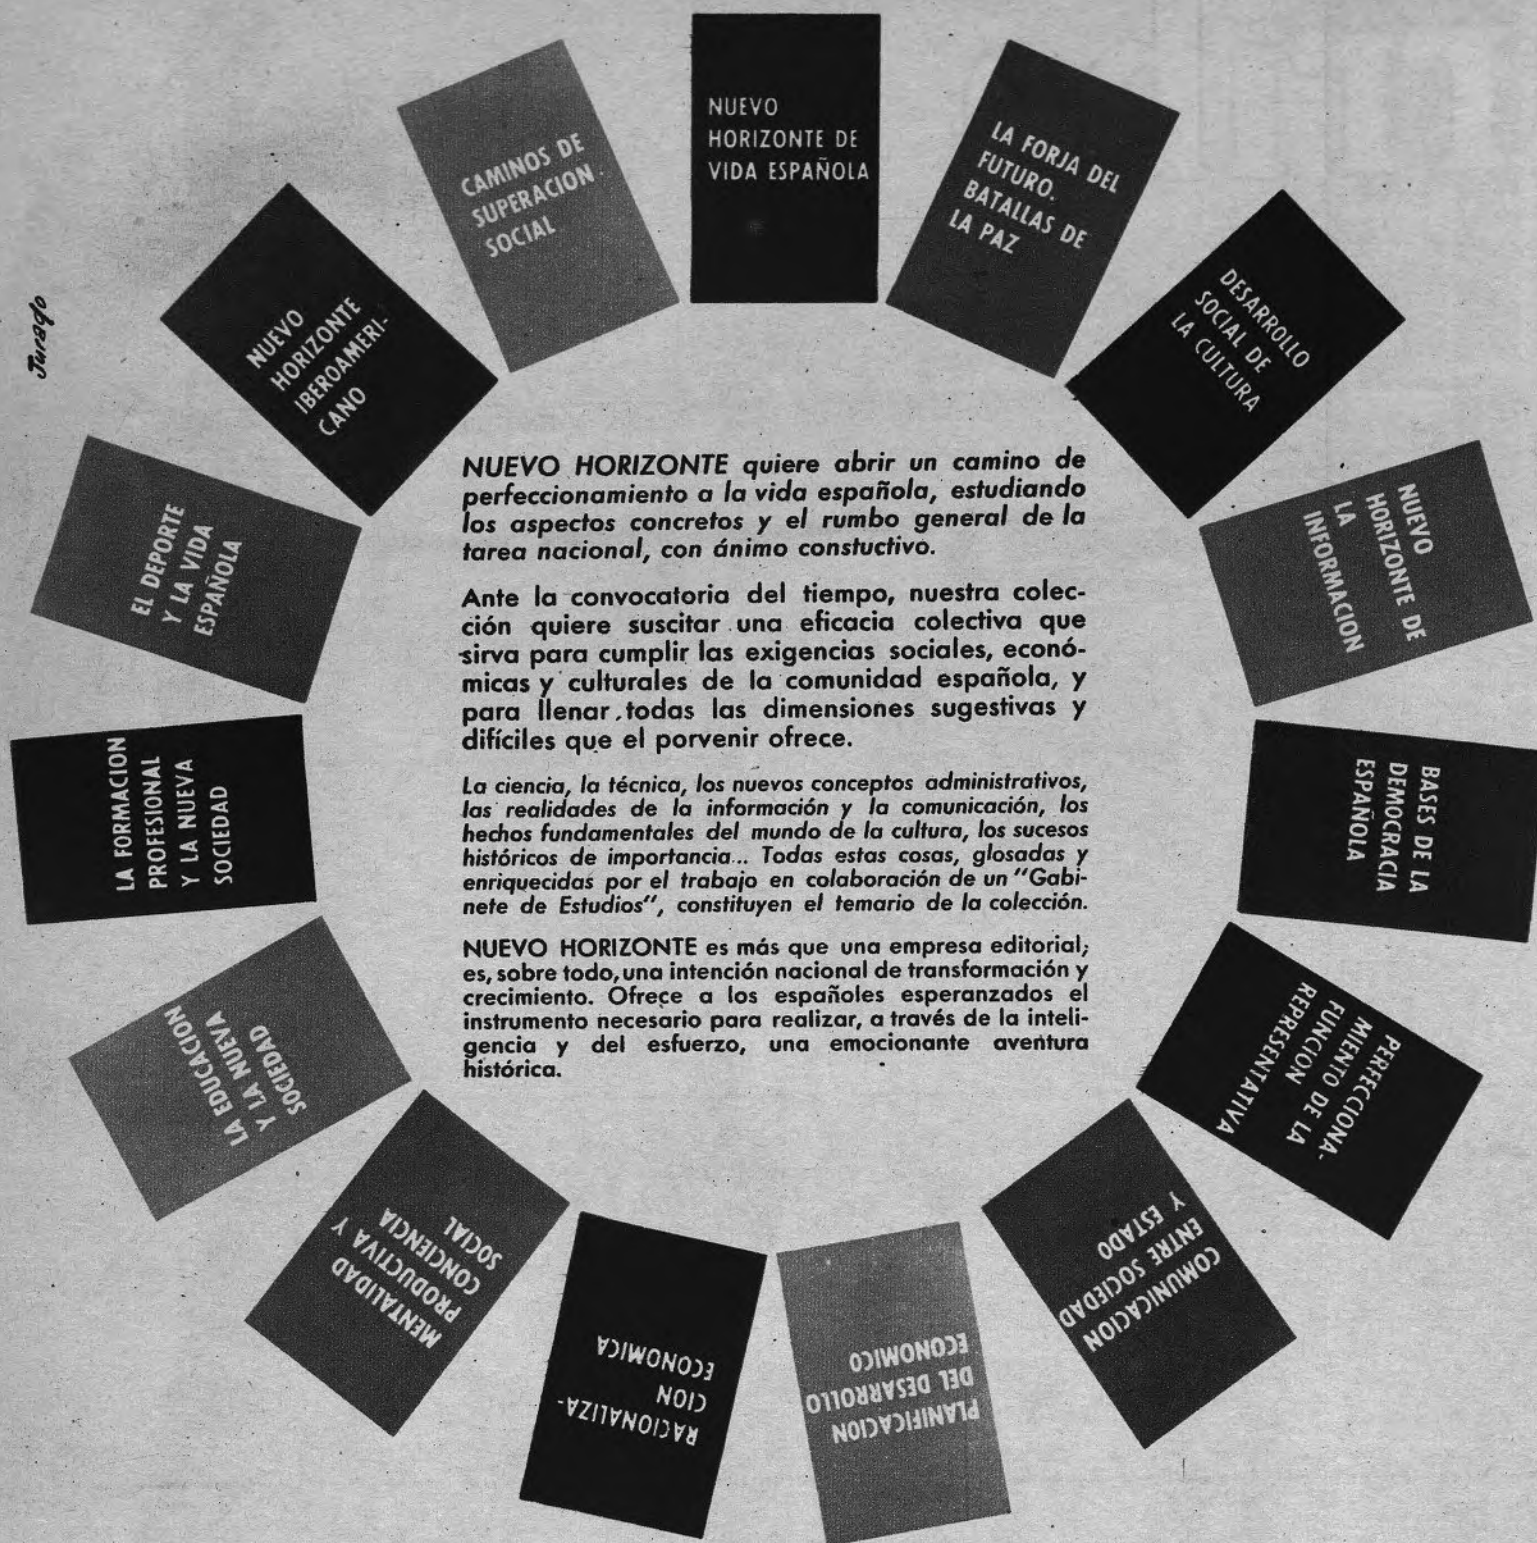 NUEVO
HORIZONTE DE
VIDA ESPAÑOLA
LA FORJA DEL
FUTURO.
BATALLAS DE
LA PAZ
DESARROLLO
SOCIAL DE
LA CULTURA
NUEVO
HORIZONTE DE
LA
INFORMACION
BASES DE LA
DEMOCRACIA
ESPAÑOLA
PERFECCIONA-
MIENTO DE LA
FUNCION
REPRESENTATIVA
COMUNICACION
ENTRE SOCIEDAD
Y ESTADO
PLANIFICACION
DEL DESARROLLO
ECONOMICO
RACIONALIZA-
CION
ECONOMICA
MENTALIDAD
PRODUCTIVA Y
CONCIENCIA
SOCIAL
LA EDUCACION
Y LA NUEVA
SOCIEDAD
LA FORMACION
PROFESIONAL
Y LA NUEVA
SOCIEDAD
EL DEPORTE
Y LA VIDA
ESPAÑOLA
NUEVO
HORIZONTE
IBEROAMERI-
CANO
CAMINOS DE
SUPERACION
SOCIAL
NUEVO HORIZONTE quiere abrir un camino de
perfeccionamiento a la vida española, estudiando
los aspectos concretos y el rumbo general de la
tarea nacional, con ánimo constuctivo.
Ante la convocatoria del tiempo, nuestra colec-
ción quiere suscitar una eficacia colectiva que
sirva para cumplir las exigencias sociales, econó-
micas y culturales de la comunidad española, y
para llenar todas las dimensiones sugestivas y
difíciles que el porvenir ofrece.
La ciencia, la técnica, los nuevos conceptos administrativos,
las realidades de la información y la comunicación, los
hechos fundamentales del mundo de la cultura, los sucesos
históricos de importancia... Todas estas cosas, glosadas y
enriquecidas por el trabajo en colaboración de un "Gabi-
nete de Estudios", constituyen el temario de la colección.
NUEVO HORIZONTE es más que una empresa editorial;
es, sobre todo, una intención nacional de transformación y
crecimiento. Ofrece a los españoles esperanzados el
instrumento necesario para realizar, a través de la inteli-
gencia y del esfuerzo, una emocionante aventura
histórica.